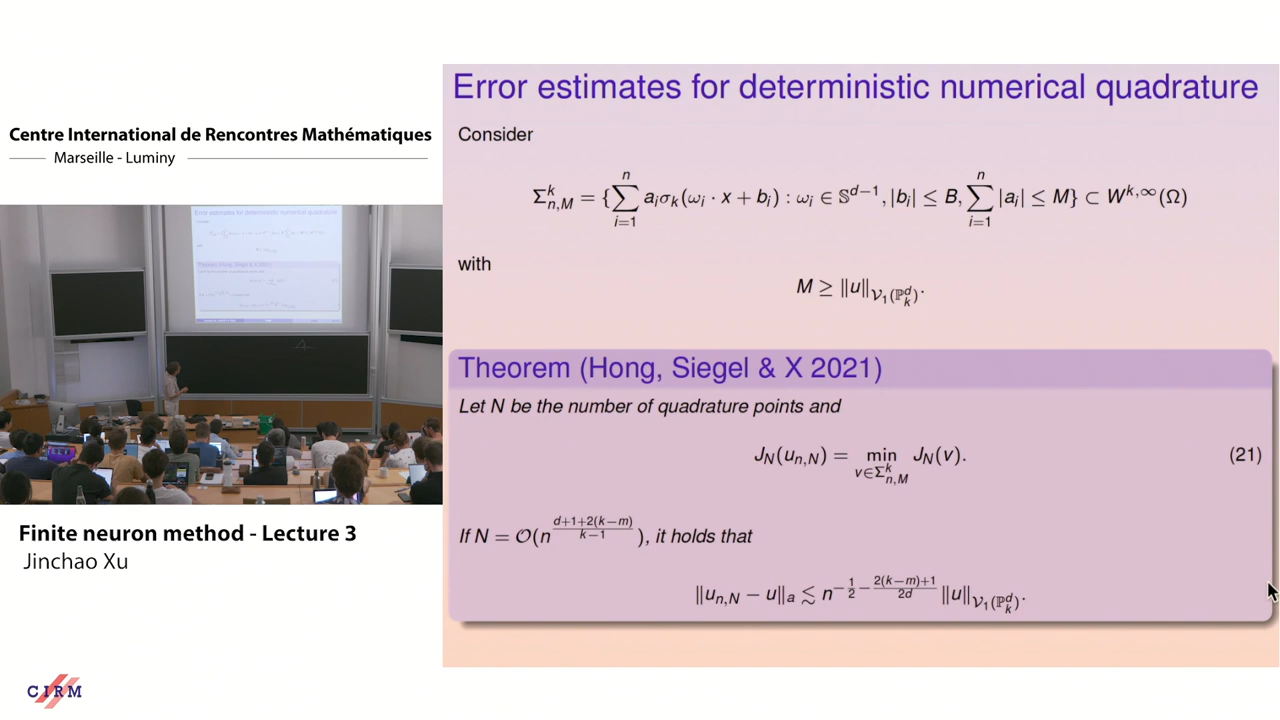 Centre International de Rencontres Mathématiques
Marseille - Luminy
Finite neuron method - Lecture 3
Jinchao Xu
CIRM
Error estimates for deterministic numerical quadrature
Consider
Σ^k_{n,M} = {∑_{i=1}^{n} a_i σ_k(ω_i · x + b_i) : ω_i ∈ 𝕊^{d−1}, |b_i| ≤ B, ∑_{i=1}^{n} |a_i| ≤ M} ⊂ W^{k,∞}(Ω)
with
M ≥ ‖u‖_{𝒱_1(ℙ^d_k)}.
Theorem (Hong, Siegel & X 2021)
Let N be the number of quadrature points and
J_N(u_{n,N}) = min_{v∈Σ^k_{n,M}} J_N(v). (21)
If N = 𝒪(n^{\frac{d+1+2(k−m)}{k−1}}), it holds that
‖u_{n,N} − u‖_a ≲ n^{−\frac{1}{2}−\frac{2(k−m)+1}{2d}} ‖u‖_{𝒱_1(ℙ^d_k)}.